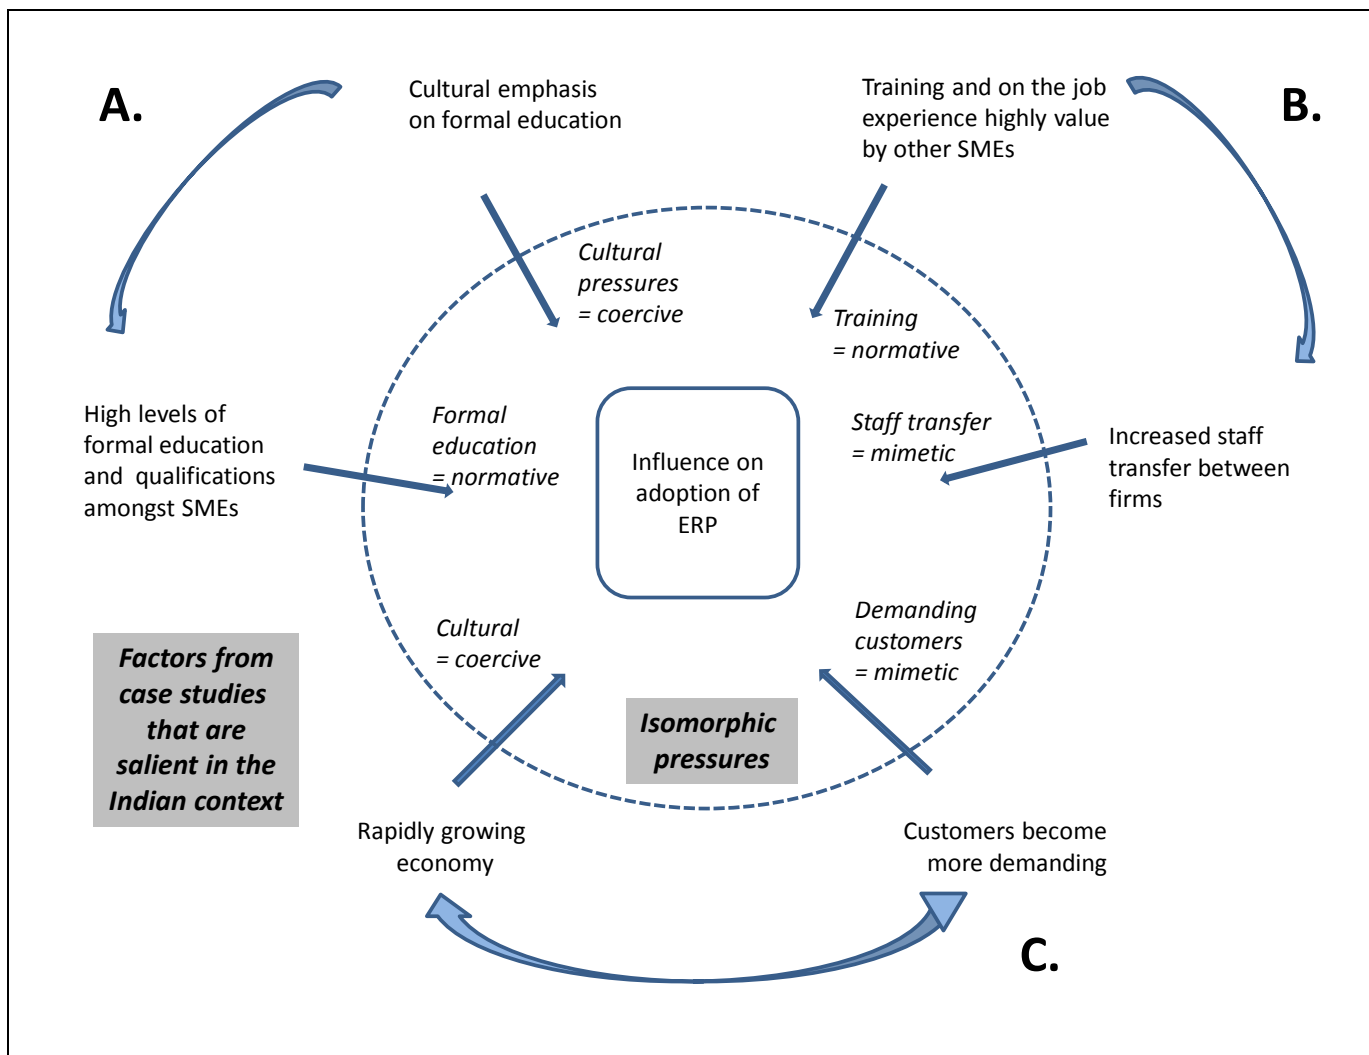 A.
Cultural emphasis
on formal education
Training and on the job
experience highly value
by other SMEs
B.
Cultural
pressures
= coercive
Training
= normative
High levels of
formal education
and qualifications
amongst SMEs
Formal
education
= normative
Influence on
adoption of
ERP
Staff transfer
= mimetic
Increased staff
transfer between
firms
Cultural
= coercive
Demanding
customers
= mimetic
Factors from
case studies
that are
salient in the
Indian context
Isomorphic
pressures
Rapidly growing
economy
Customers become
more demanding
C.